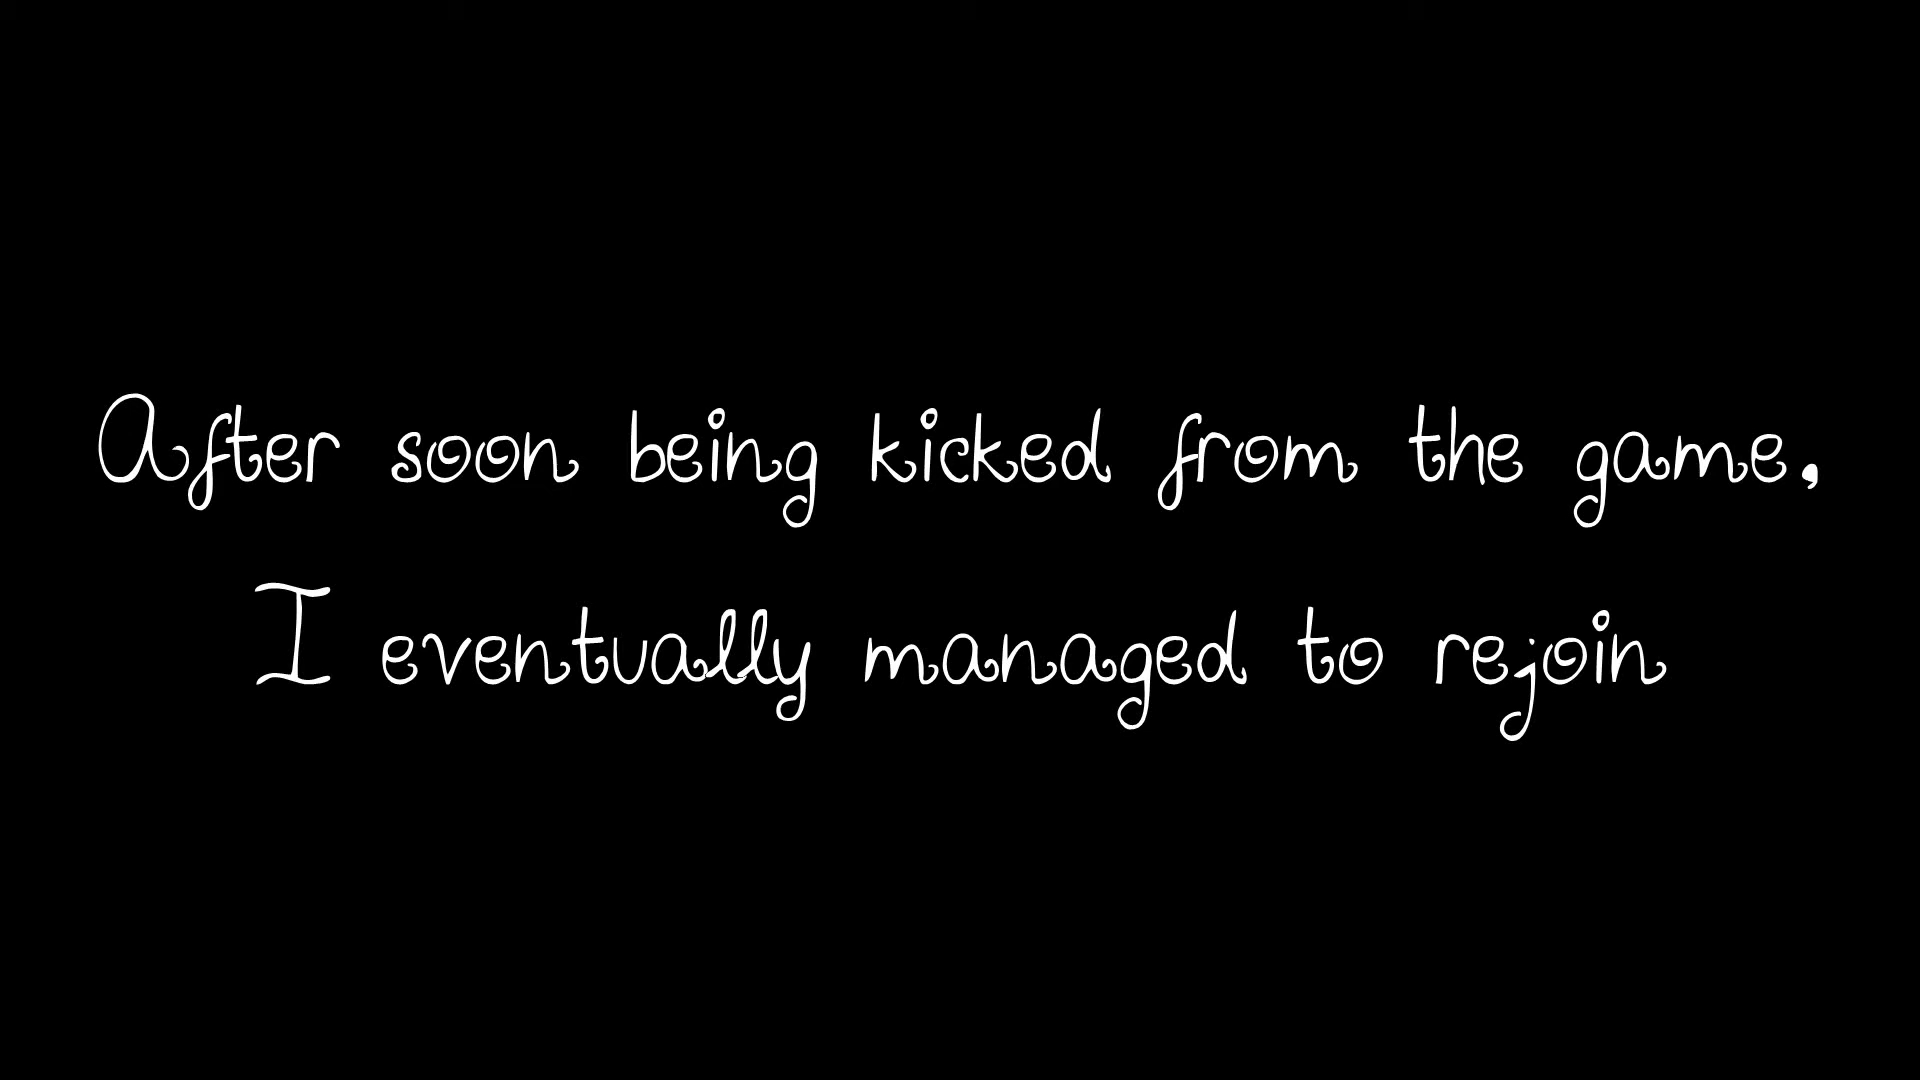 After soon being kicked from the game,
I eventually managed to rejoin